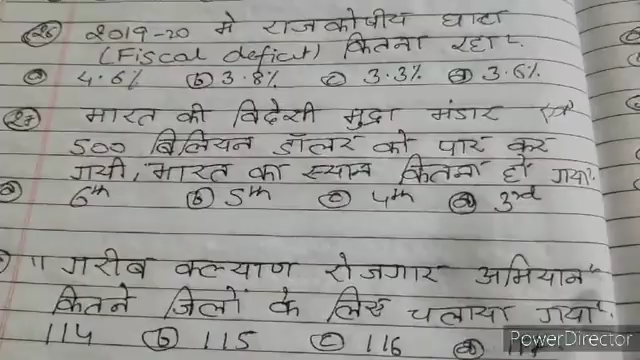 (26) 2019-20 मे राजकोषीय घाटा
(Fiscal deficit) कितना रहा?
(a) 4.6% (b) 3.8% (c) 3.3% (d) 3.6%
(27) भारत की विदेशी मुद्रा भंडार
500 बिलियन डॉलर को पार कर
गयी, भारत का स्थान कितना हो गया?
(a) 6th (b) 5th (c) 4th (d) 3rd
"गरीब कल्याण रोजगार अभियान"
कितने जिलों के लिए चलाया गया?
114 (b) 115 (c) 116 (d)
PowerDirector